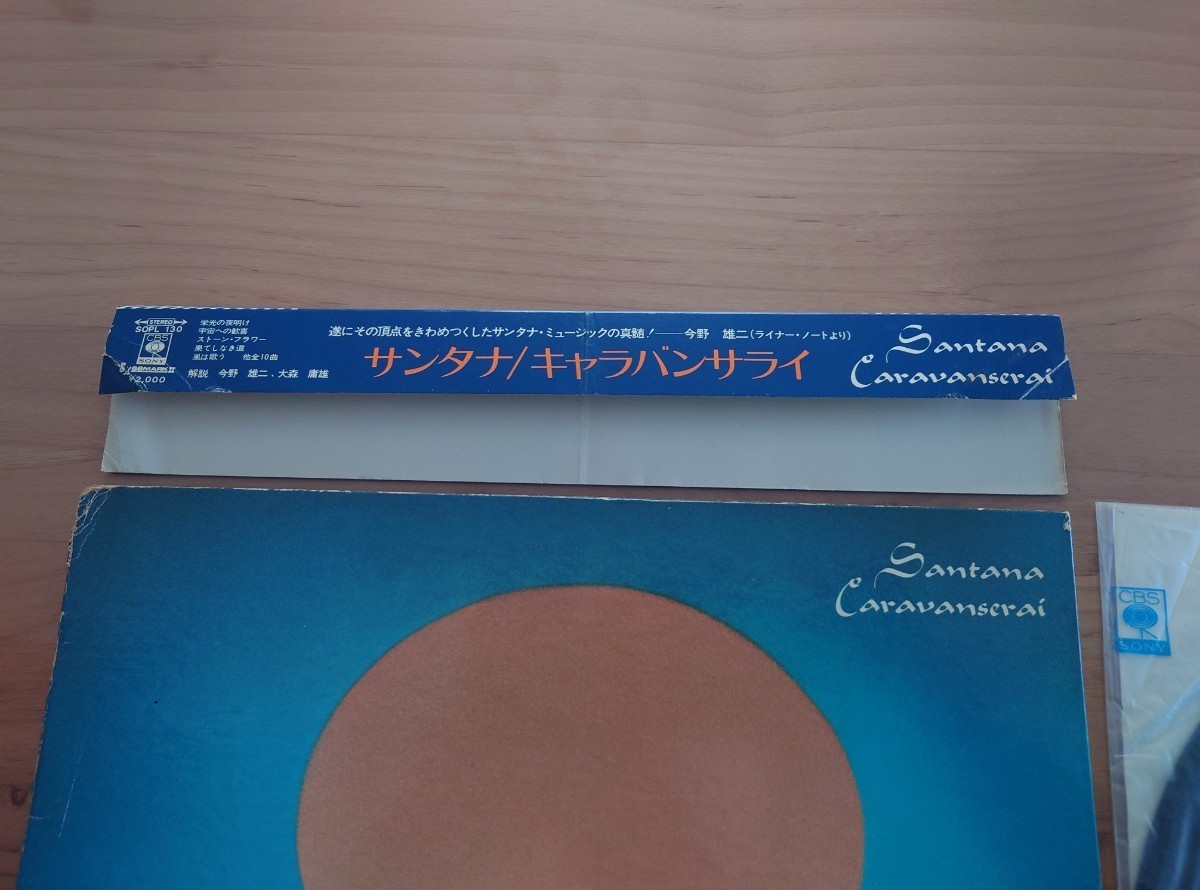 STEREO
SOPL 130
CBS
SONY
¥2,000
栄光の夜明け
宇宙への歓喜
ストーン・フラワー
果てしなき道
風は歌う 他全10曲
解説 今野 雄二、大森 庸雄
遂にその頂点をきわめつくしたサンタナ・ミュージックの真髄!——今野 雄二(ライナー・ノートより)
サンタナ/キャラバンサライ
Santana
Caravanserai
Santana
Caravanserai
CBS
SONY